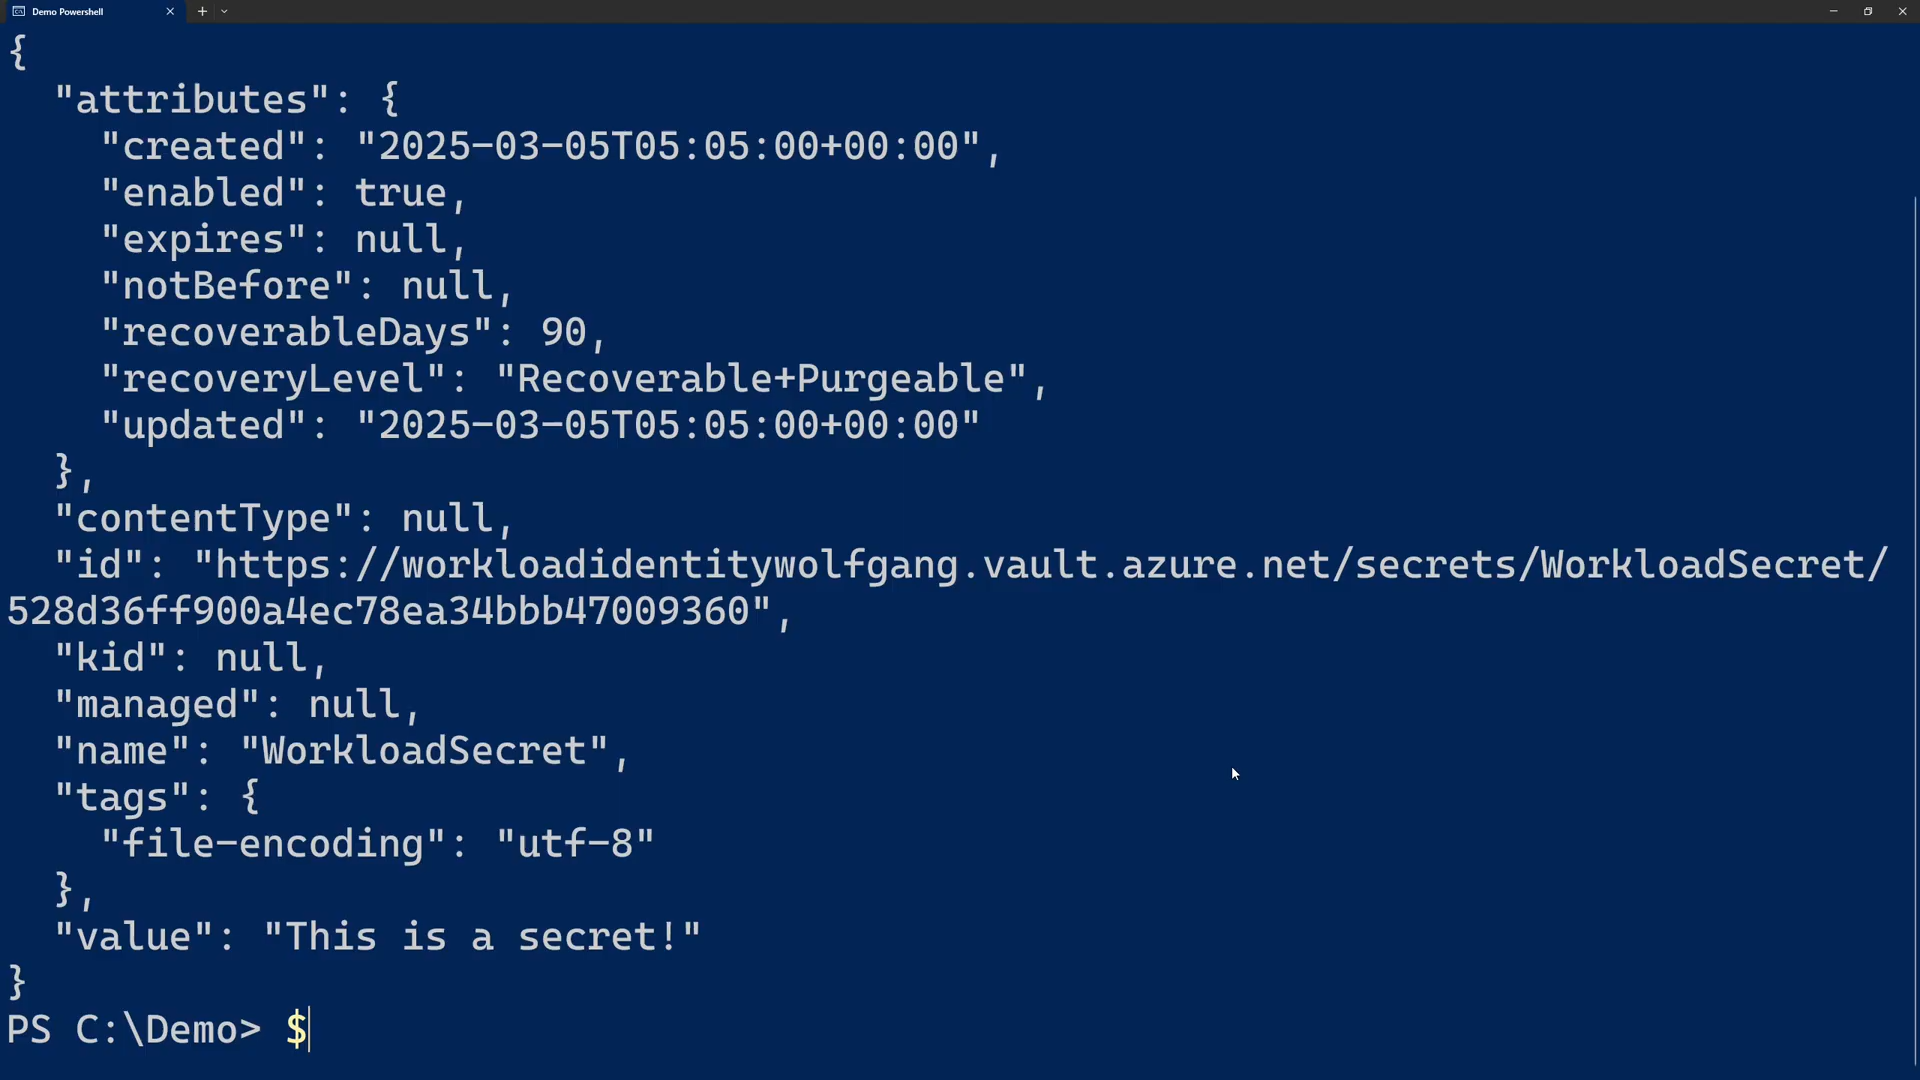 Demo Powershell
{
"attributes": {
"created": "2025-03-05T05:05:00+00:00",
"enabled": true,
"expires": null,
"notBefore": null,
"recoverableDays": 90,
"recoveryLevel": "Recoverable+Purgeable",
"updated": "2025-03-05T05:05:00+00:00"
},
"contentType": null,
"id": "https://workloadidentitywolfgang.vault.azure.net/secrets/WorkloadSecret/
528d36ff900a4ec78ea34bbb47009360",
"kid": null,
"managed": null,
"name": "WorkloadSecret",
"tags": {
"file-encoding": "utf-8"
},
"value": "This is a secret!"
}
PS C:\Demo> $